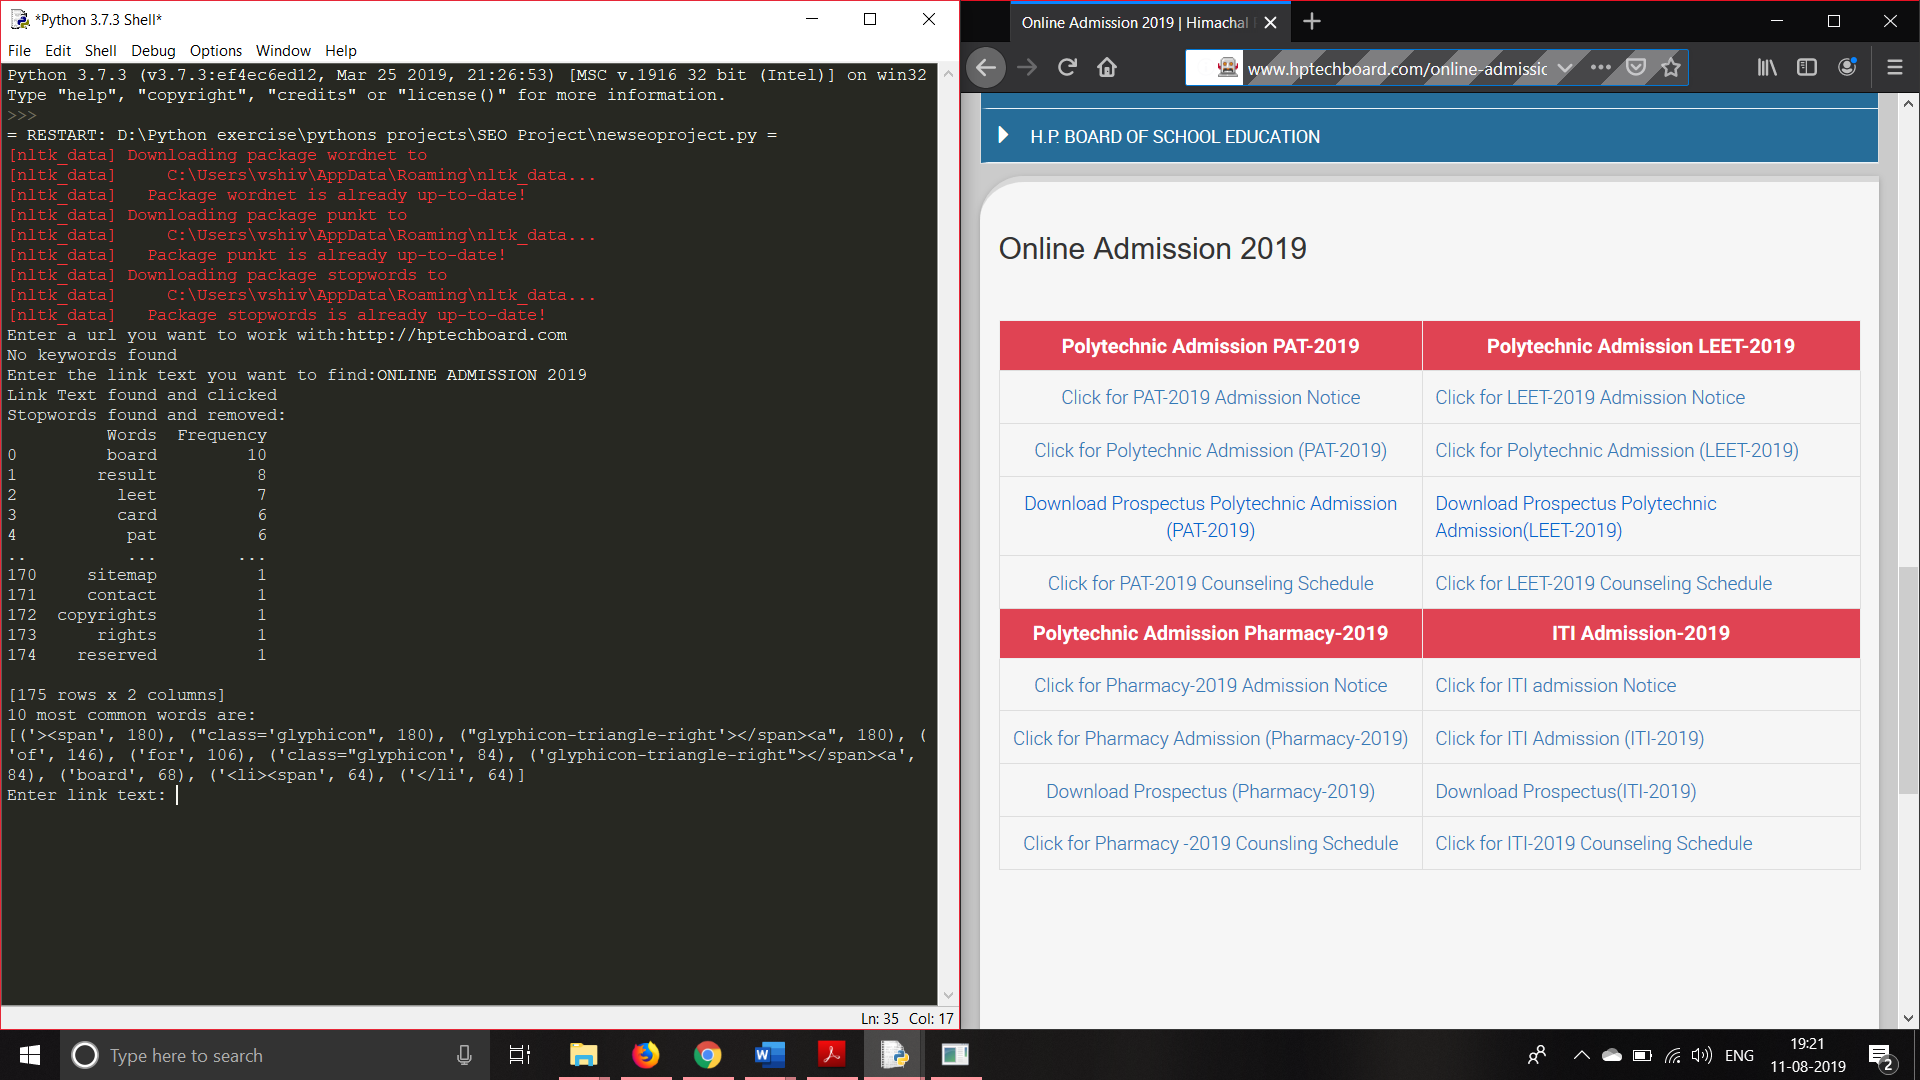 *Python 3.7.3 Shell*
File Edit Shell Debug Options Window Help
Python 3.7.3 (v3.7.3:ef4ec6ed12, Mar 25 2019, 21:26:53) [MSC v.1916 32 bit (Intel)] on win32
Type "help", "copyright", "credits" or "license()" for more information.
>>>
= RESTART: D:\Python exercise\pythons projects\SEO Project\newseoproject.py =
[nltk_data] Downloading package wordnet to
[nltk_data]     C:\Users\vshiv\AppData\Roaming\nltk_data...
[nltk_data]   Package wordnet is already up-to-date!
[nltk_data] Downloading package punkt to
[nltk_data]     C:\Users\vshiv\AppData\Roaming\nltk_data...
[nltk_data]   Package punkt is already up-to-date!
[nltk_data] Downloading package stopwords to
[nltk_data]     C:\Users\vshiv\AppData\Roaming\nltk_data...
[nltk_data]   Package stopwords is already up-to-date!
Enter a url you want to work with:http://hptechboard.com
No keywords found
Enter the link text you want to find:ONLINE ADMISSION 2019
Link Text found and clicked
Stopwords found and removed:
Words  Frequency
0         board         10
1        result          8
2          leet          7
3          card          6
4           pat          6
..          ...        ...
170     sitemap          1
171     contact          1
172  copyrights          1
173      rights          1
174    reserved          1
[175 rows x 2 columns]
10 most common words are:
[('><span', 180), ("class='glyphicon", 180), ("glyphicon-triangle-right'></span><a", 180), (
'of', 146), ('for', 106), ('class="glyphicon', 84), ('glyphicon-triangle-right"></span><a',
84), ('board', 68), ('<li><span', 64), ('</li', 64)]
Enter link text:
Ln: 35 Col: 17
Online Admission 2019 | Himachal
www.hptechboard.com/online-admissic
H.P. BOARD OF SCHOOL EDUCATION
Online Admission 2019
Polytechnic Admission PAT-2019 Polytechnic Admission LEET-2019
Click for PAT-2019 Admission Notice Click for LEET-2019 Admission Notice
Click for Polytechnic Admission (PAT-2019) Click for Polytechnic Admission (LEET-2019)
Download Prospectus Polytechnic Admission Download Prospectus Polytechnic
(PAT-2019) Admission(LEET-2019)
Click for PAT-2019 Counseling Schedule Click for LEET-2019 Counseling Schedule
Polytechnic Admission Pharmacy-2019 ITI Admission-2019
Click for Pharmacy-2019 Admission Notice Click for ITI admission Notice
Click for Pharmacy Admission (Pharmacy-2019) Click for ITI Admission (ITI-2019)
Download Prospectus (Pharmacy-2019) Download Prospectus(ITI-2019)
Click for Pharmacy -2019 Counsling Schedule Click for ITI-2019 Counseling Schedule
Type here to search
ENG
19:21
11-08-2019
2